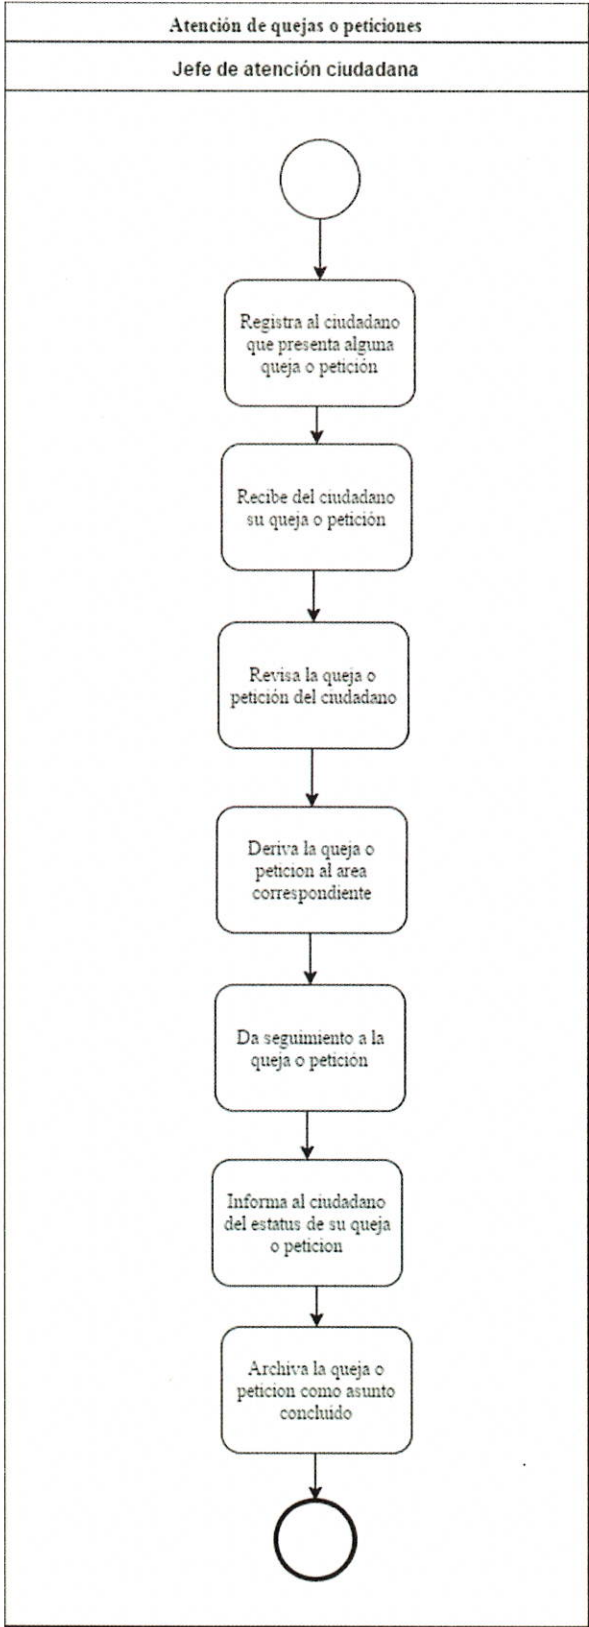 Atención de quejas o peticiones
Jefe de atención ciudadana
Registra al ciudadano
que presenta alguna
queja o petición
Recibe del ciudadano
su queja o petición
Revisa la queja o
petición del ciudadano
Deriva la queja o
peticion al area
correspondiente
Da seguimiento a la
queja o petición
Informa al ciudadano
del estatus de su queja
o peticion
Archiva la queja o
peticion como asunto
concluido